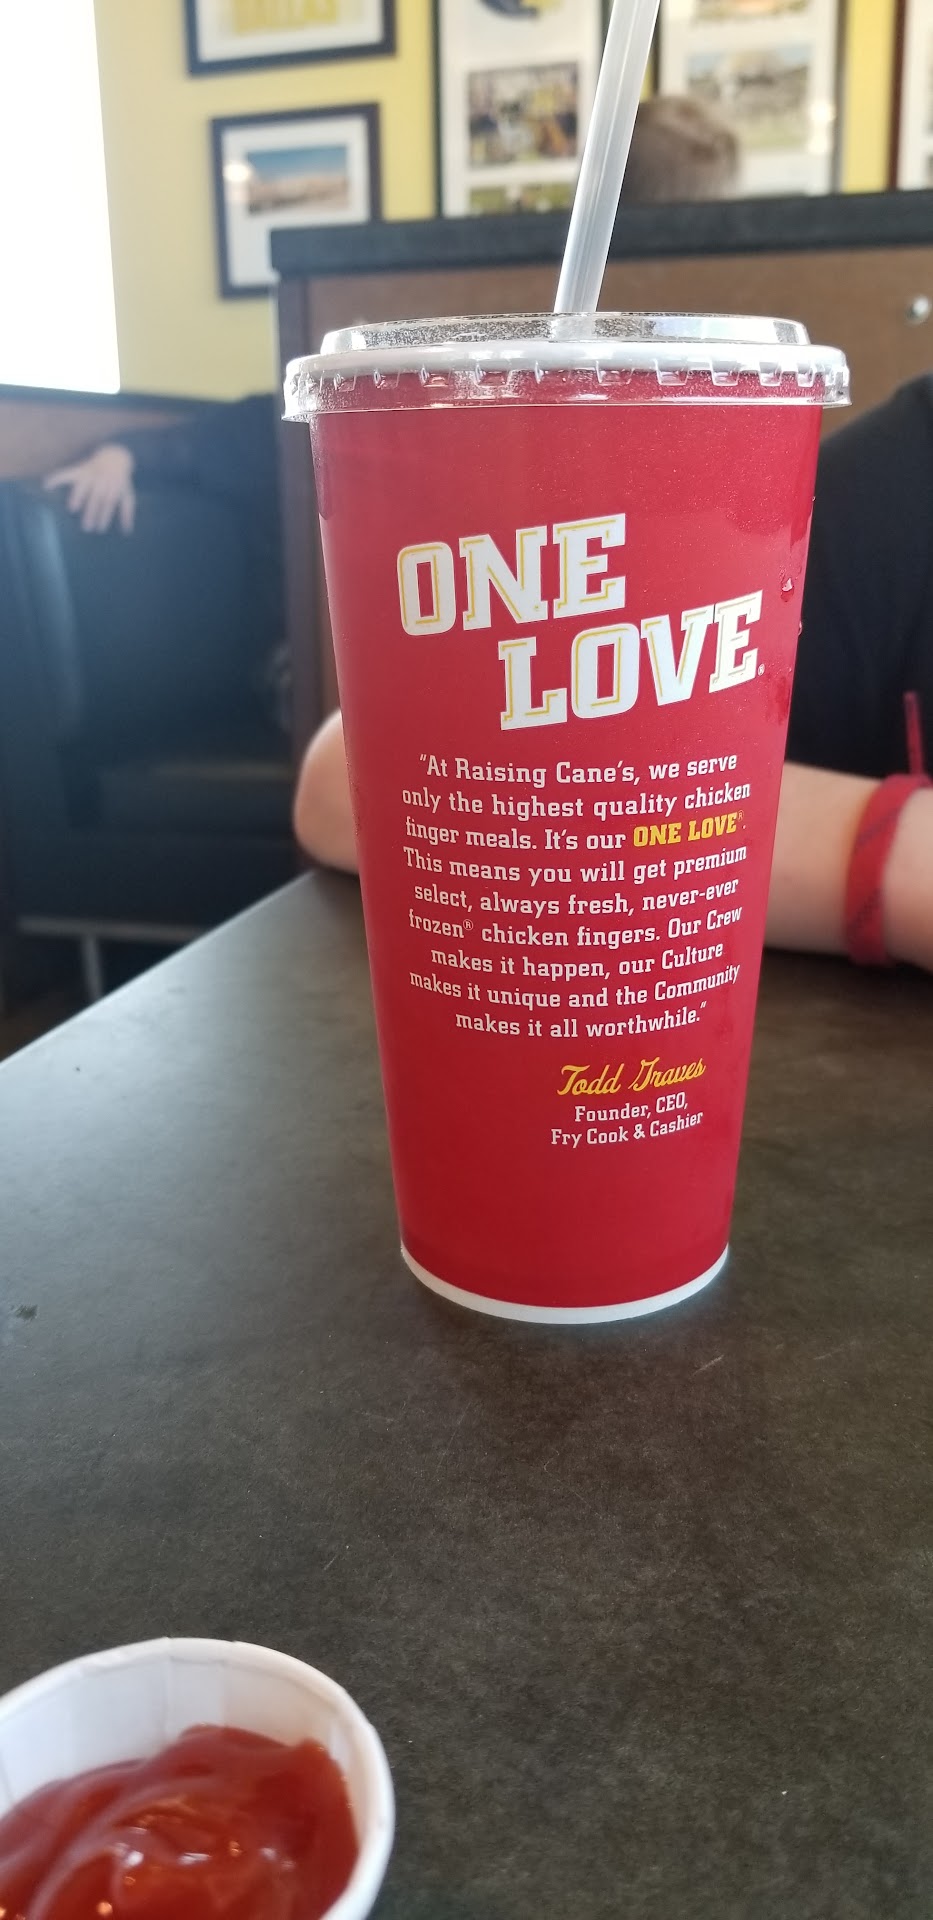 DALLAS
ONE
LOVE®
"At Raising Cane's, we serve
only the highest quality chicken
finger meals. It's our ONE LOVE®.
This means you will get premium
select, always fresh, never-ever
frozen® chicken fingers. Our Crew
makes it happen, our Culture
makes it unique and the Community
makes it all worthwhile."
Todd Graves
Founder, CEO,
Fry Cook & Cashier